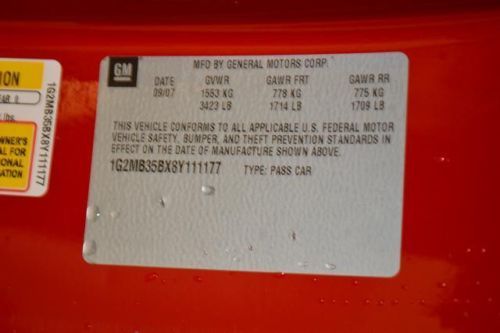 GM
MFD BY GENERAL MOTORS CORP.
DATE GVWR GAWR FRT GAWR RR
09/07 1553 KG 778 KG 775 KG
3423 LB 1714 LB 1709 LB
THIS VEHICLE CONFORMS TO ALL APPLICABLE U.S. FEDERAL MOTOR
VEHICLE SAFETY, BUMPER, AND THEFT PREVENTION STANDARDS IN
EFFECT ON THE DATE OF MANUFACTURE SHOWN ABOVE.
1G2MB35BX8Y111177 TYPE: PASS CAR
1G2MB35BX8Y111177
lbs.